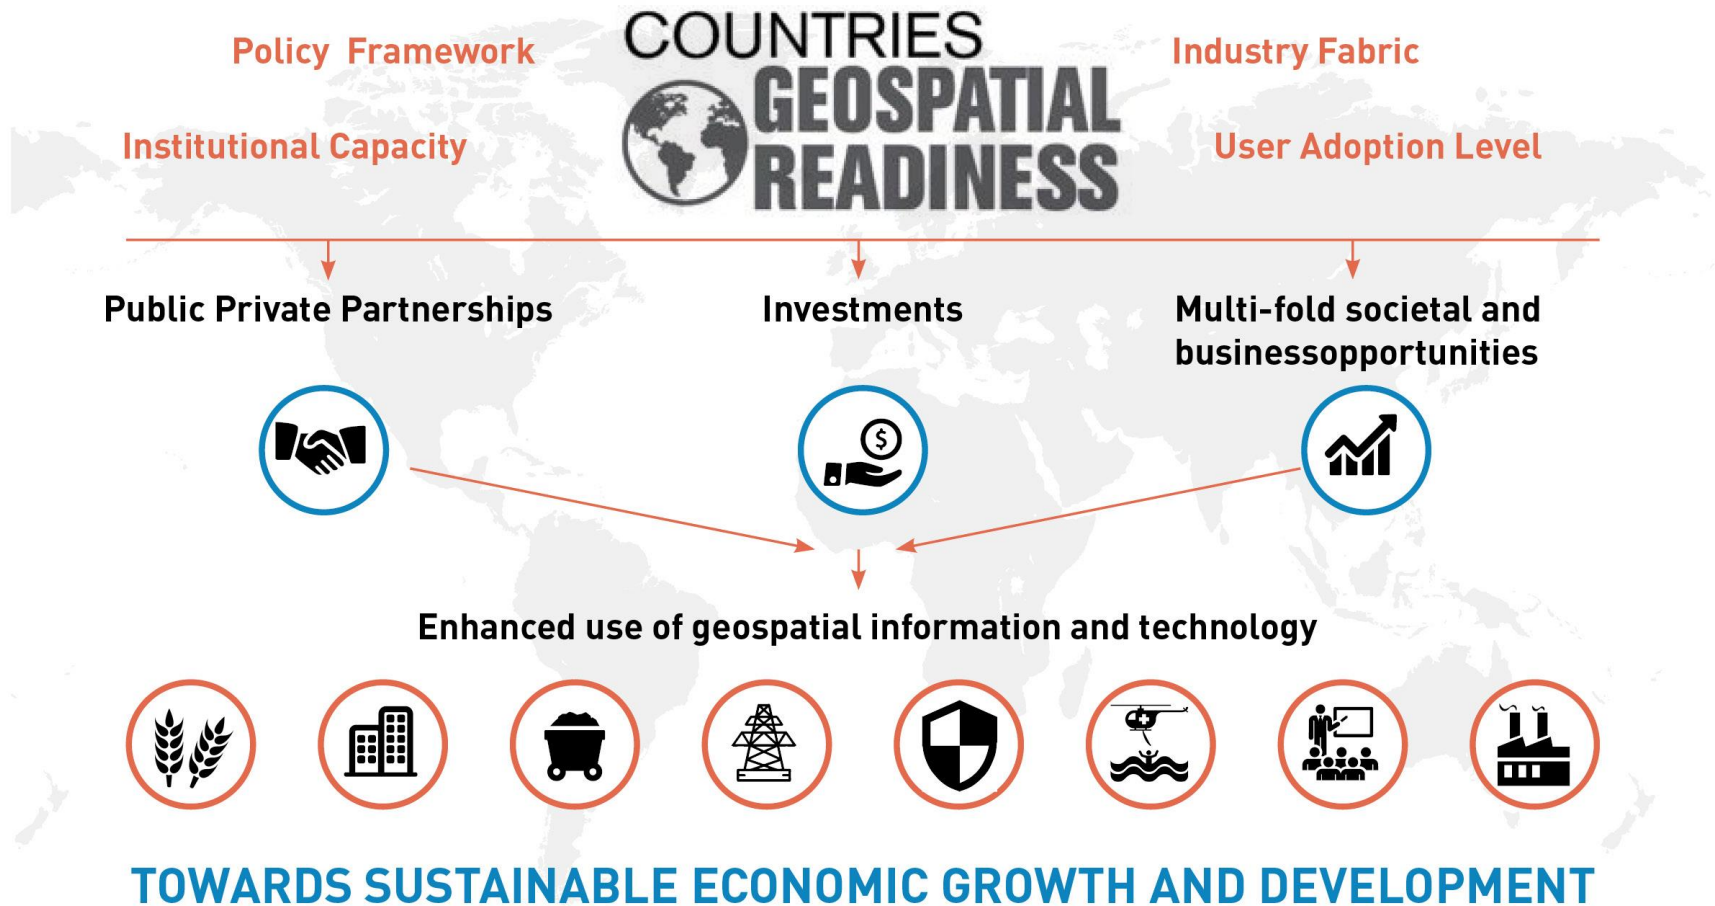 COUNTRIES
GEOSPATIAL
READINESS
Policy Framework
Institutional Capacity
Industry Fabric
User Adoption Level
Public Private Partnerships
Investments
Multi-fold societal and
businessopportunities
$
Enhanced use of geospatial information and technology
TOWARDS SUSTAINABLE ECONOMIC GROWTH AND DEVELOPMENT